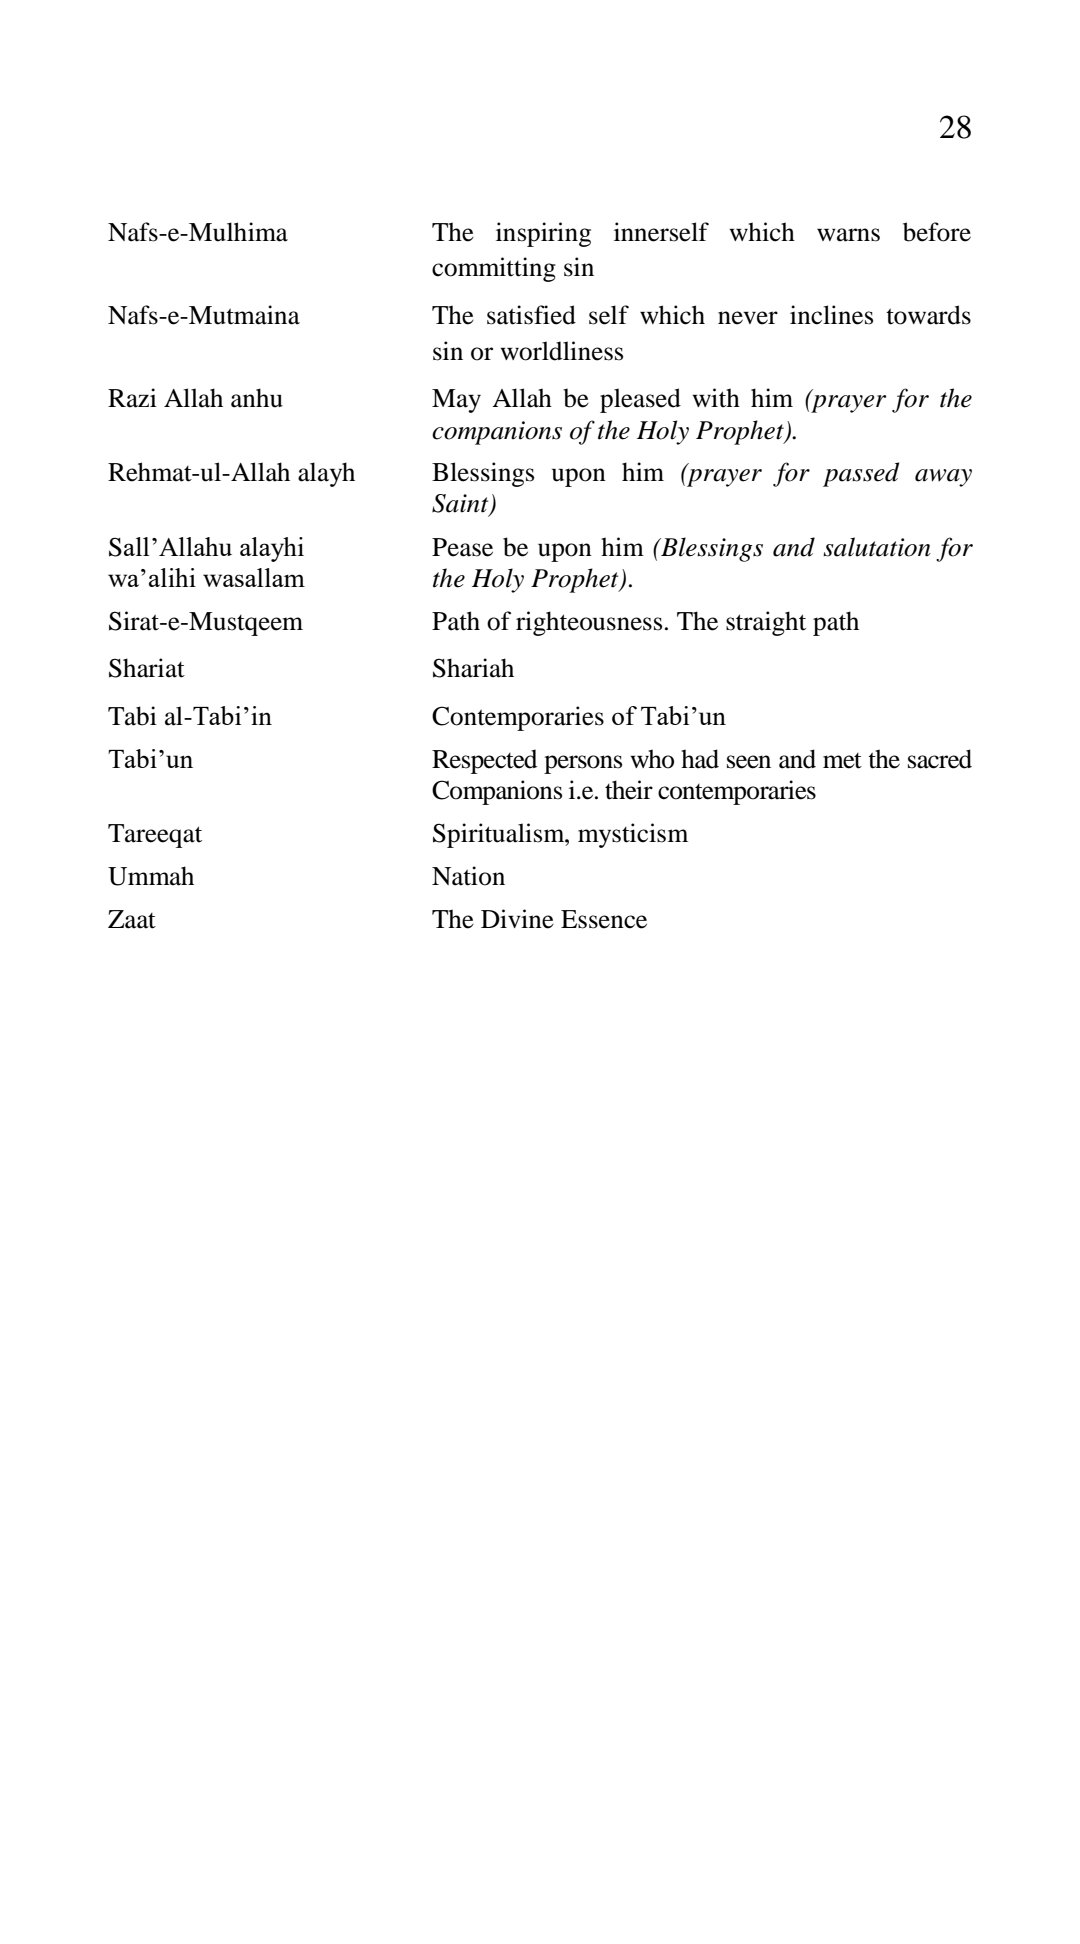 28
Nafs-e-Mulhima The inspiring innerself which warns before
committing sin
Nafs-e-Mutmaina The satisfied self which never inclines towards
sin or worldliness
Razi Allah anhu May Allah be pleased with him (prayer for the
companions of the Holy Prophet).
Rehmat-ul-Allah alayh Blessings upon him (prayer for passed away
Saint)
Sall’Allahu alayhi Pease be upon him (Blessings and salutation for
wa’alihi wasallam the Holy Prophet).
Sirat-e-Mustqeem Path of righteousness. The straight path
Shariat Shariah
Tabi al-Tabi’in Contemporaries of Tabi’un
Tabi’un Respected persons who had seen and met the sacred
Companions i.e. their contemporaries
Tareeqat Spiritualism, mysticism
Ummah Nation
Zaat The Divine Essence